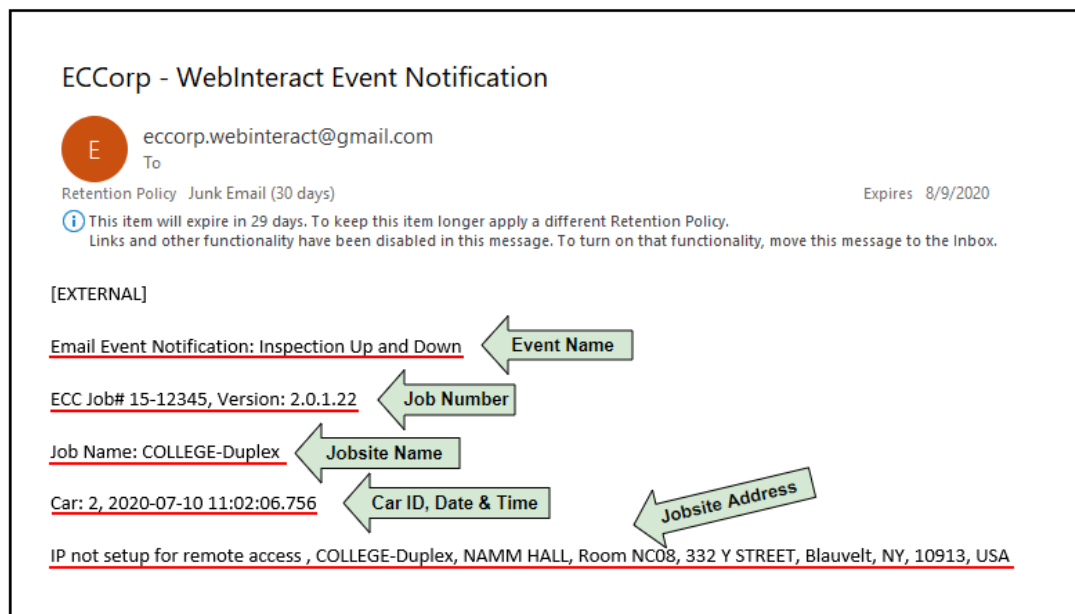 ECCorp - WebInteract Event Notification
E
eccorp.webinteract@gmail.com
To
Retention Policy Junk Email (30 days) Expires 8/9/2020
This item will expire in 29 days. To keep this item longer apply a different Retention Policy.
Links and other functionality have been disabled in this message. To turn on that functionality, move this message to the Inbox.
[EXTERNAL]
Email Event Notification: Inspection Up and Down Event Name
ECC Job# 15-12345, Version: 2.0.1.22 Job Number
Job Name: COLLEGE-Duplex Jobsite Name
Car: 2, 2020-07-10 11:02:06.756 Car ID, Date & Time
Jobsite Address
IP not setup for remote access , COLLEGE-Duplex, NAMM HALL, Room NC08, 332 Y STREET, Blauvelt, NY, 10913, USA